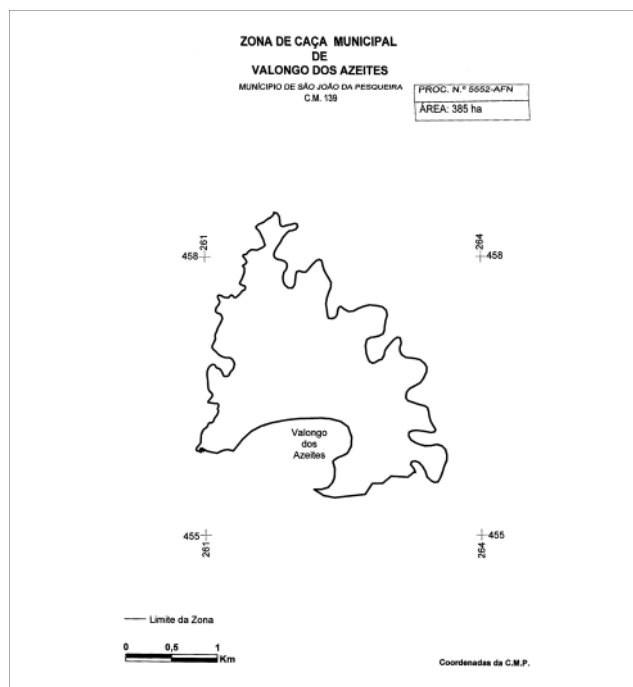 ZONA DE CAÇA MUNICIPAL
DE
VALONGO DOS AZEITES
MUNÍCIPIO DE SÃO JOÃO DA PESQUEIRA
C.M. 139
PROC. N.º 5552-AFN
ÁREA: 385 ha
458
261
264
458
Valongo
dos
Azeites
455
261
264
455
Limite da Zona
0 0,5 1
Km
Coordenadas da C.M.P.